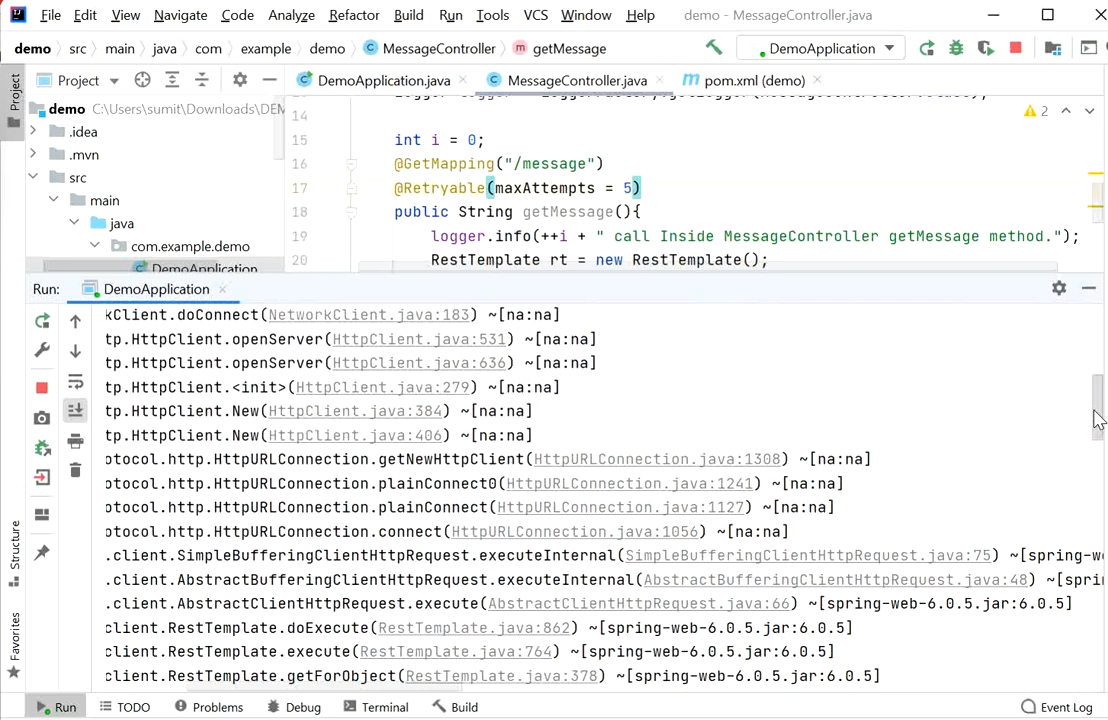 File Edit View Navigate Code Analyze Refactor Build Run Tools VCS Window Help demo - MessageController.java
demo src main java com example demo MessageController getMessage DemoApplication
Project DemoApplication.java MessageController.java pom.xml (demo)
Project
demo C:\Users\sumit\Downloads\DEM
.idea
.mvn
src
main
java
com.example.demo
DemoApplication
2
14
15 int i = 0;
16 @GetMapping("/message")
17 @Retryable(maxAttempts = 5)
18 public String getMessage(){
19 logger.info(++i + " call Inside MessageController getMessage method.");
20 RestTemplate rt = new RestTemplate();
Run: DemoApplication
kClient.doConnect(NetworkClient.java:183) ~[na:na]
tp.HttpClient.openServer(HttpClient.java:531) ~[na:na]
tp.HttpClient.openServer(HttpClient.java:636) ~[na:na]
tp.HttpClient.<init>(HttpClient.java:279) ~[na:na]
tp.HttpClient.New(HttpClient.java:384) ~[na:na]
tp.HttpClient.New(HttpClient.java:406) ~[na:na]
otocol.http.HttpURLConnection.getNewHttpClient(HttpURLConnection.java:1308) ~[na:na]
otocol.http.HttpURLConnection.plainConnect0(HttpURLConnection.java:1241) ~[na:na]
otocol.http.HttpURLConnection.plainConnect(HttpURLConnection.java:1127) ~[na:na]
otocol.http.HttpURLConnection.connect(HttpURLConnection.java:1056) ~[na:na]
.client.SimpleBufferingClientHttpRequest.executeInternal(SimpleBufferingClientHttpRequest.java:75) ~[spring-we
.client.AbstractBufferingClientHttpRequest.executeInternal(AbstractBufferingClientHttpRequest.java:48) ~[sprin
.client.AbstractClientHttpRequest.execute(AbstractClientHttpRequest.java:66) ~[spring-web-6.0.5.jar:6.0.5]
client.RestTemplate.doExecute(RestTemplate.java:862) ~[spring-web-6.0.5.jar:6.0.5]
client.RestTemplate.execute(RestTemplate.java:764) ~[spring-web-6.0.5.jar:6.0.5]
client.RestTemplate.getForObject(RestTemplate.java:378) ~[spring-web-6.0.5.jar:6.0.5]
Structure
Favorites
Run TODO Problems Debug Terminal Build Event Log